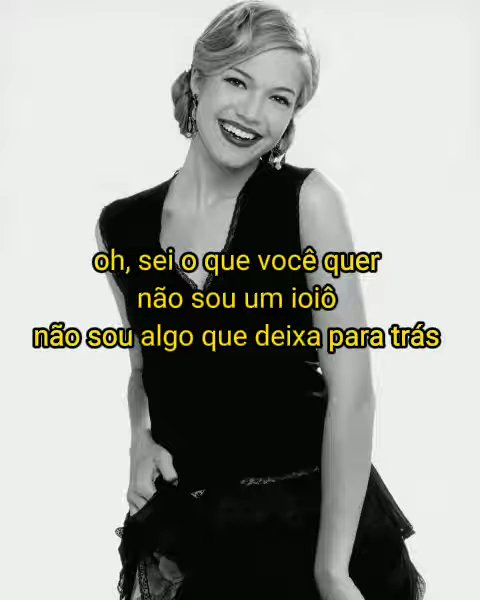 oh, sei o que você quer
não sou um ioiô
não sou algo que deixa para trás